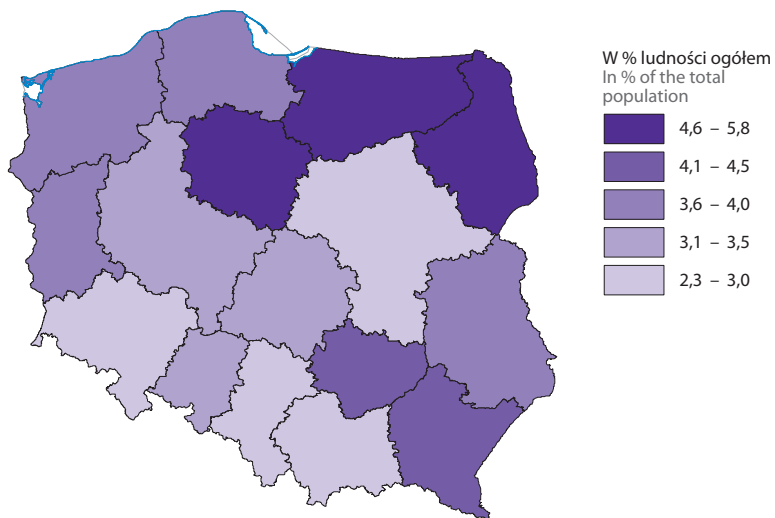 W % ludności ogółem
In % of the total
population
4,6 – 5,8
4,1 – 4,5
3,6 – 4,0
3,1 – 3,5
2,3 – 3,0